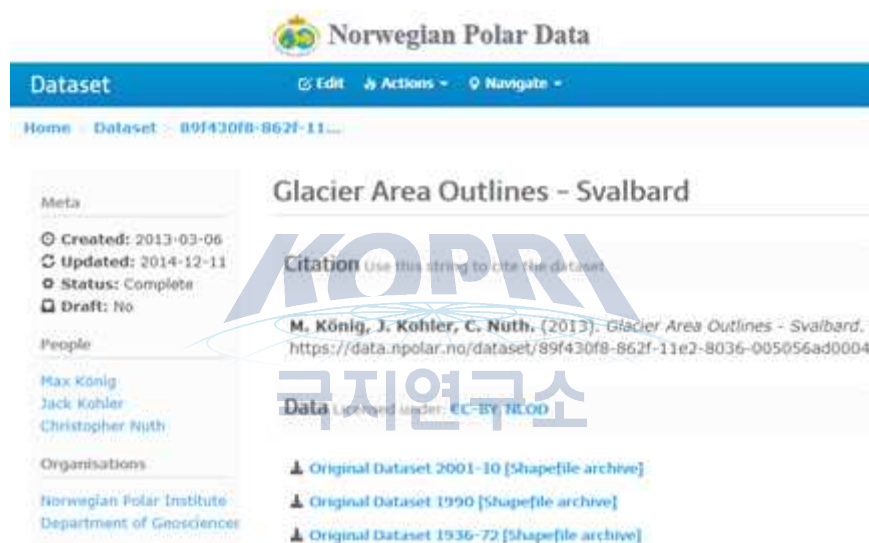 Norwegian Polar Data
Dataset
Edit Actions Navigate
Home Dataset 89f430f8-862f-11...
Meta
Created: 2013-03-06
Updated: 2014-12-11
Status: Complete
Draft: No
People
Max König
Jack Kohler
Christopher Nuth
Organisations
Norwegian Polar Institute
Department of Geosciences
Glacier Area Outlines - Svalbard
Citation Use this string to cite the dataset
M. König, J. Kohler, C. Nuth. (2013). Glacier Area Outlines - Svalbard.
https://data.npolar.no/dataset/89f430f8-862f-11e2-8036-005056ad0004
Data Licensed under: CC-BY, NLOD
Original Dataset 2001-10 [Shapefile archive]
Original Dataset 1990 [Shapefile archive]
Original Dataset 1936-72 [Shapefile archive]
KOPRI
극지연구소